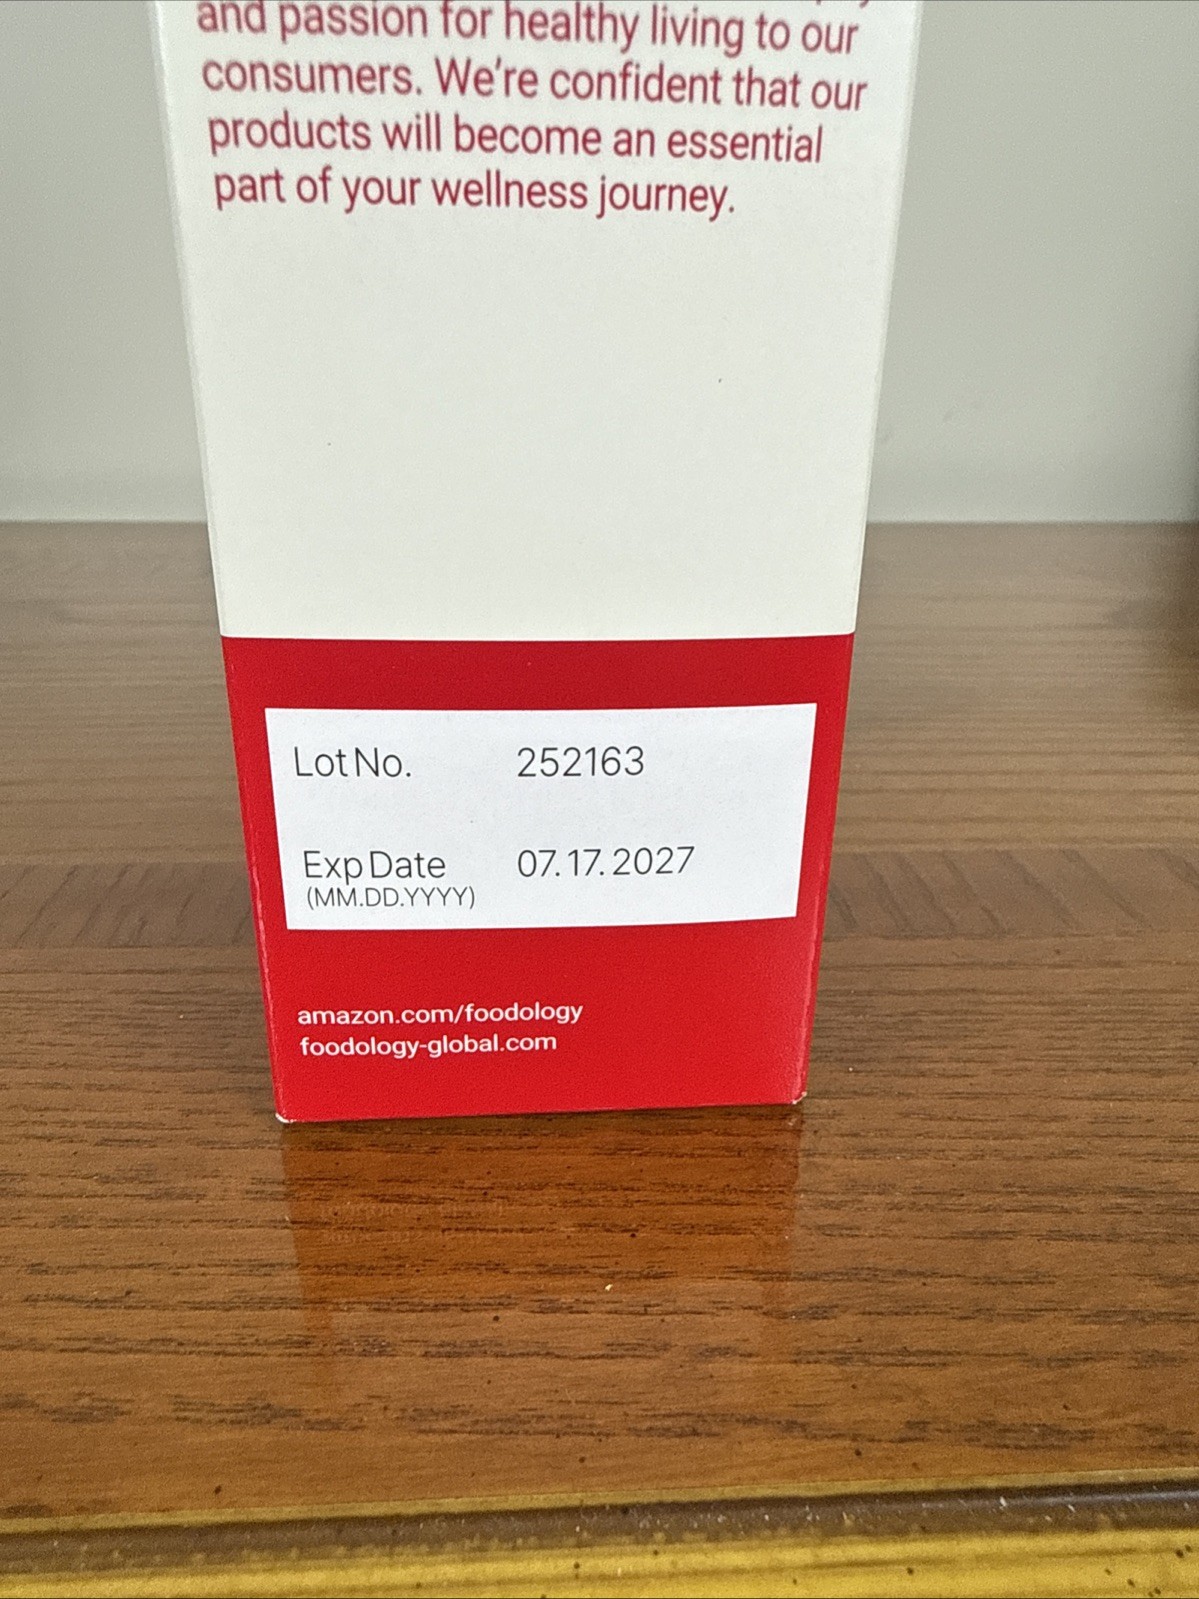 and passion for healthy living to our
consumers. We're confident that our
products will become an essential
part of your wellness journey.
Lot No. 252163
Exp Date 07.17.2027
(MM.DD.YYYY)
amazon.com/foodology
foodology-global.com